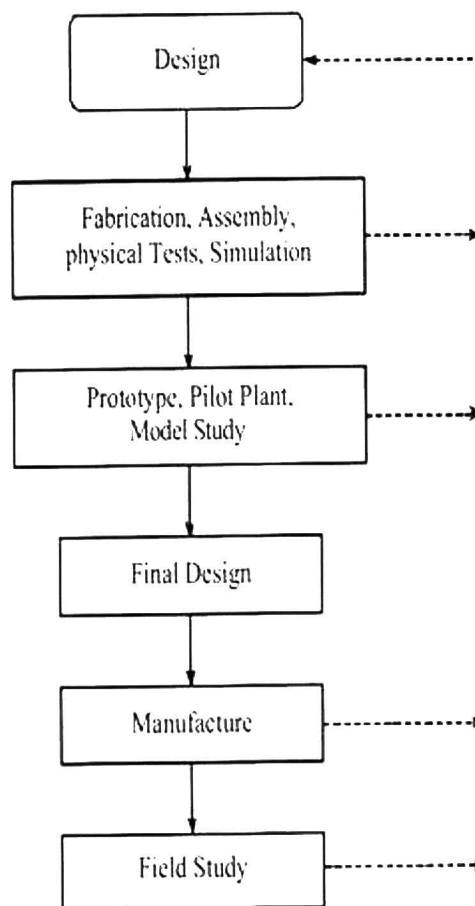 Design
Fabrication, Assembly,
physical Tests, Simulation
Prototype, Pilot Plant,
Model Study
Final Design
Manufacture
Field Study